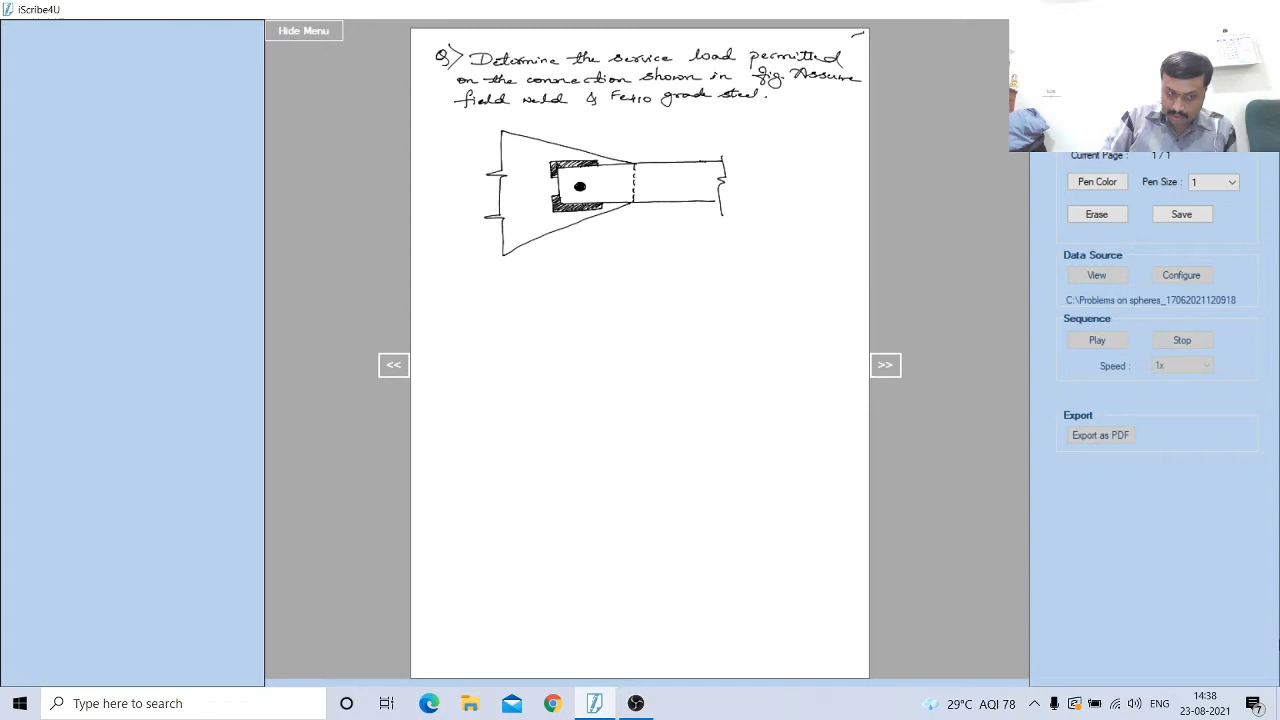 iScribe4U
Hide Menu
Q> Determine the service load permitted
on the connection shown in fig. Assume
field weld & Fe410 grade steel.
<<
>>
Current Page : 1 / 1
Pen Color Pen Size : 1
Erase Save
Data Source
View Configure
C:\Problems on spheres_17062021120918
Sequence
Play Stop
Speed : 1x
Export
Export as PDF
Type here to search
29°C AQI 78
ENG
14:38
23-08-2021
7